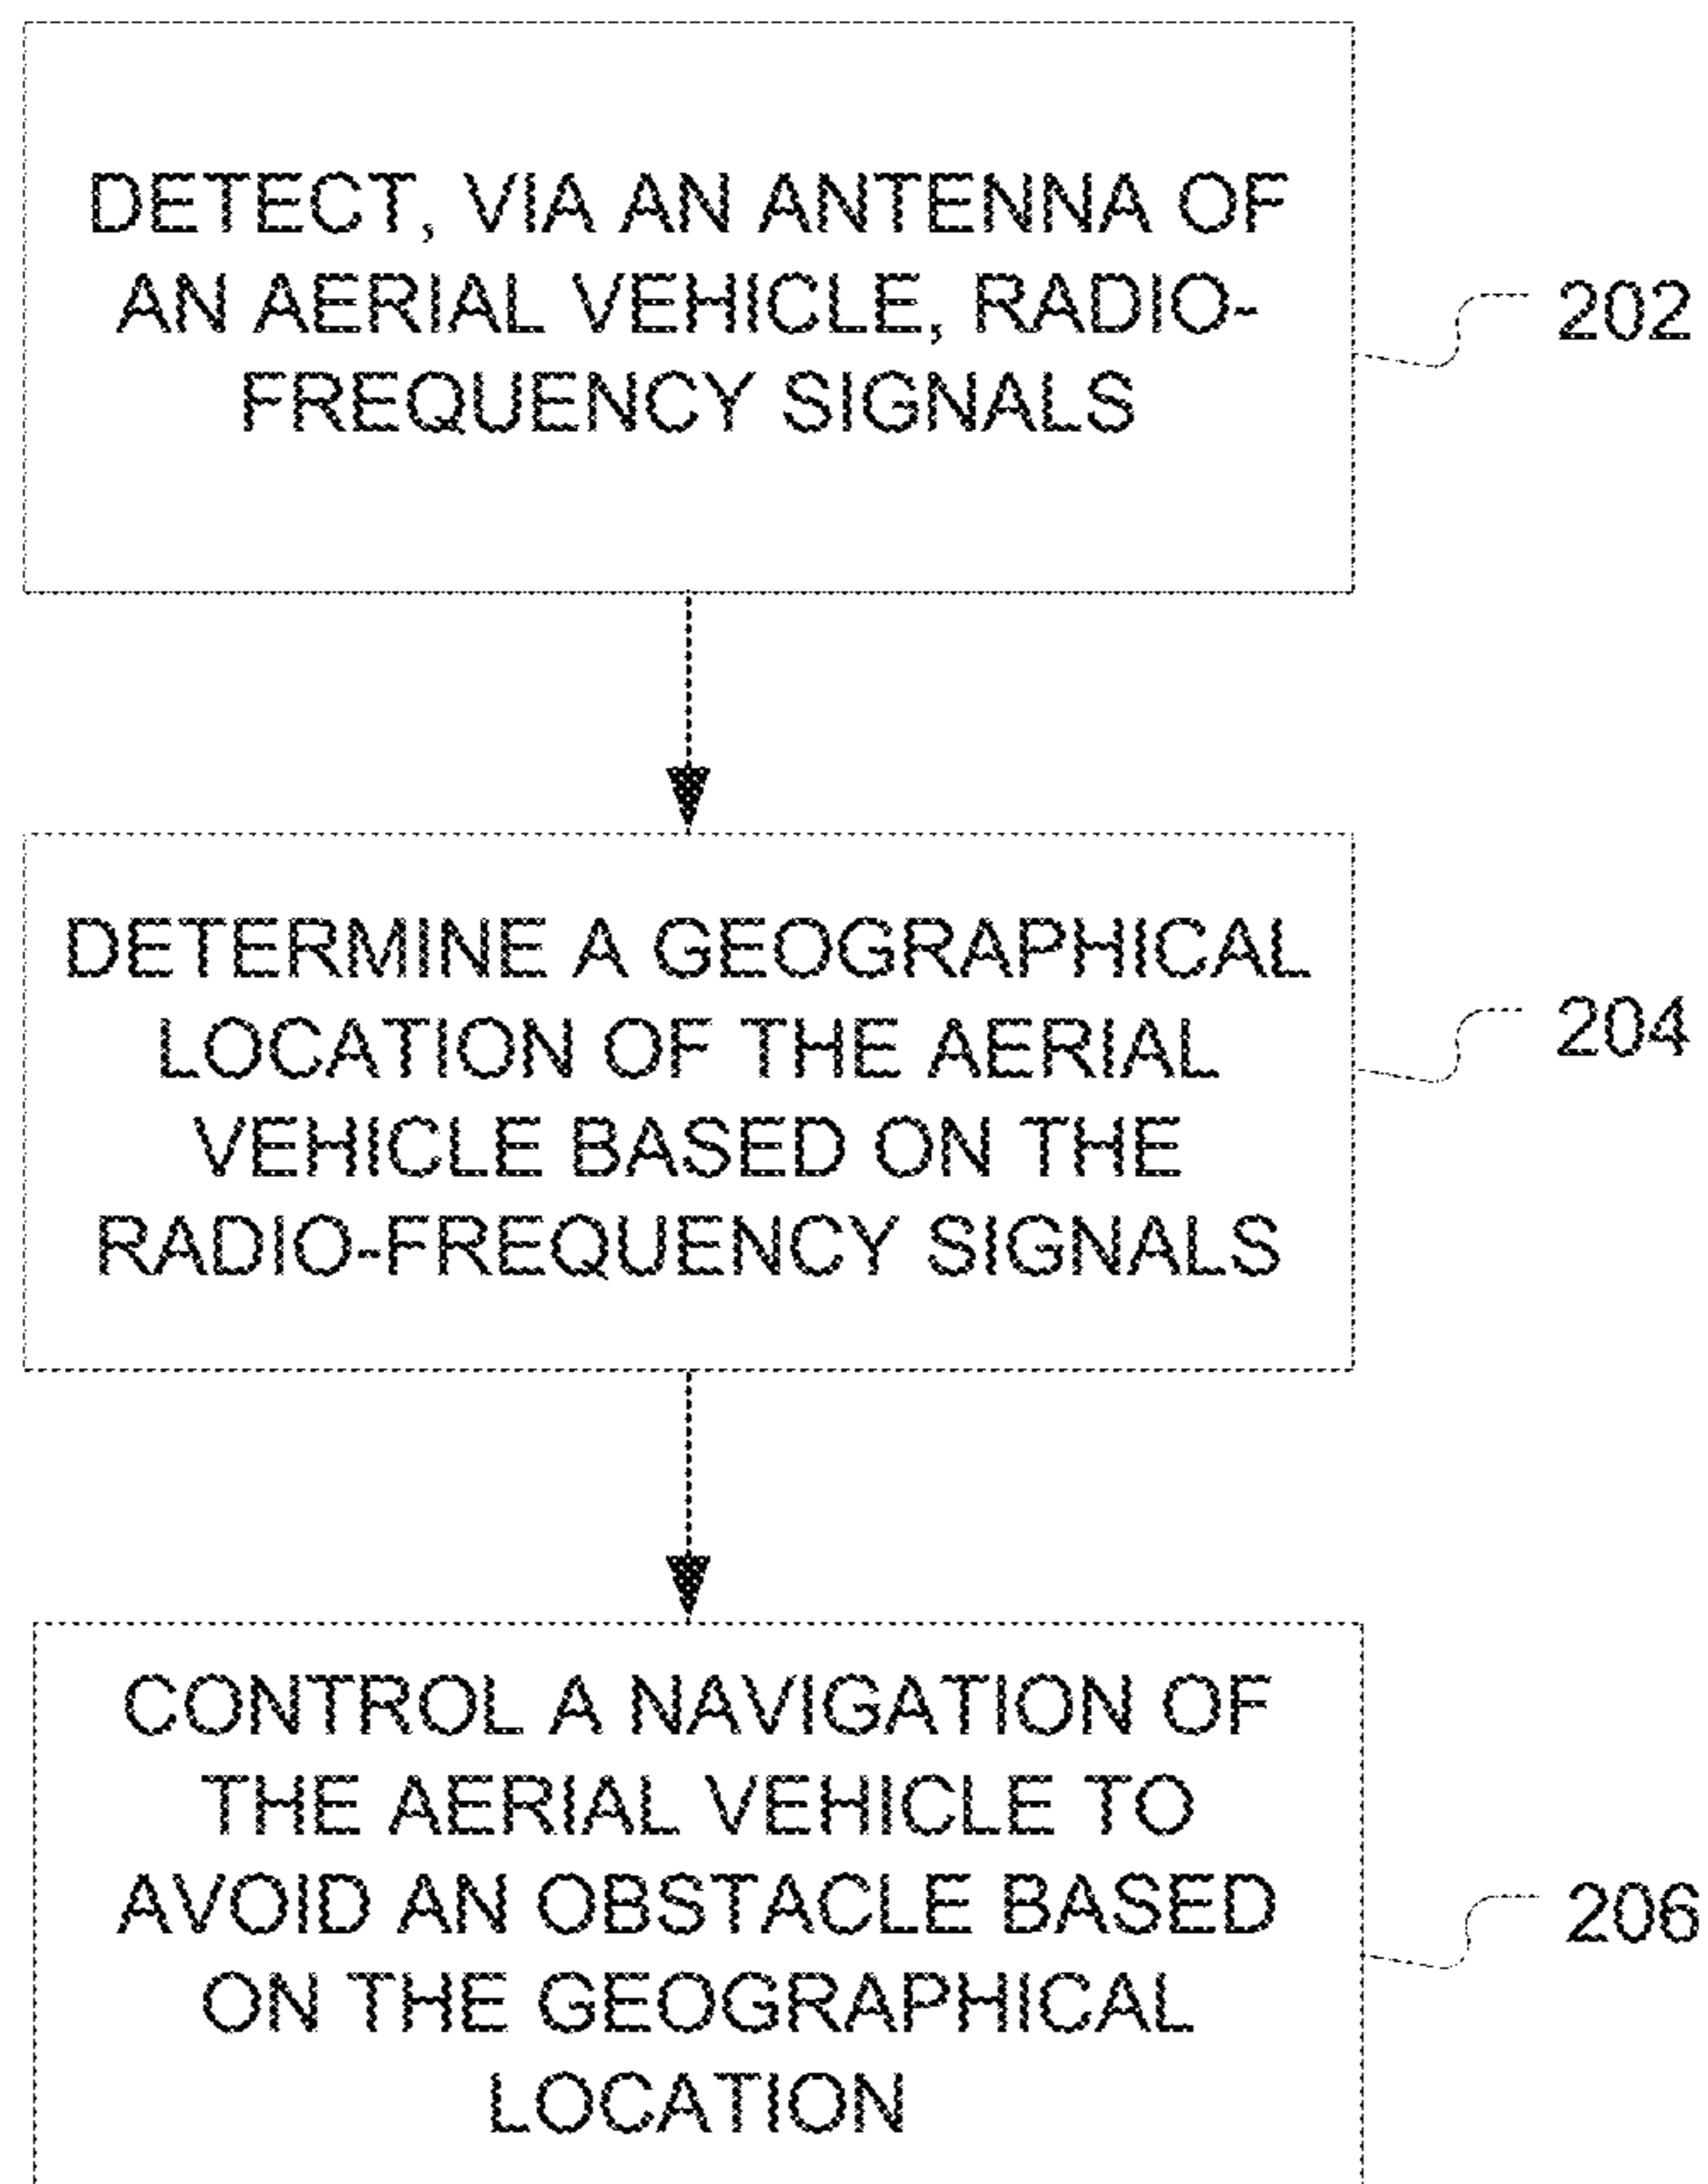 DETECT, VIA AN ANTENNA OF
AN AERIAL VEHICLE, RADIO-
FREQUENCY SIGNALS
202
DETERMINE A GEOGRAPHICAL
LOCATION OF THE AERIAL
VEHICLE BASED ON THE
RADIO-FREQUENCY SIGNALS
204
CONTROL A NAVIGATION OF
THE AERIAL VEHICLE TO
AVOID AN OBSTACLE BASED
ON THE GEOGRAPHICAL
LOCATION
206